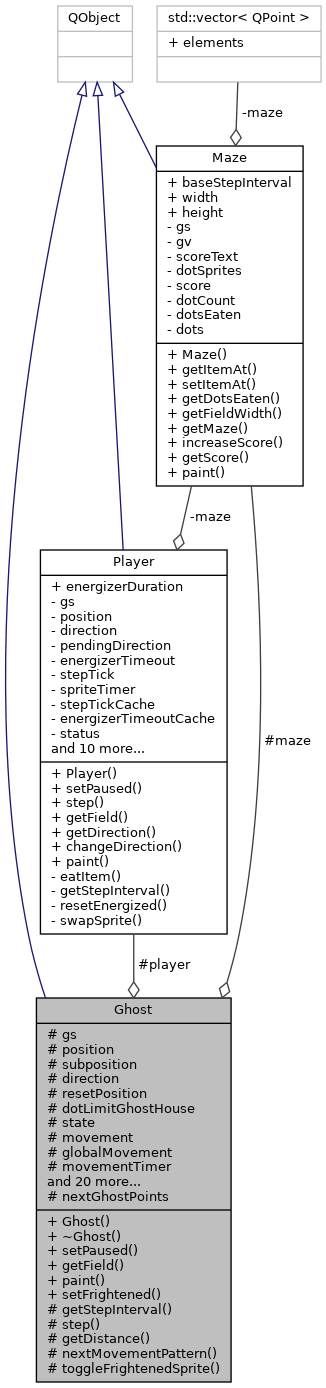 QObject
std::vector< QPoint >
+ elements
-maze
Maze
+ baseStepInterval
+ width
+ height
- gs
- gv
- scoreText
- dotSprites
- score
- dotCount
- dotsEaten
- dots
+ Maze()
+ getItemAt()
+ setItemAt()
+ getDotsEaten()
+ getFieldWidth()
+ getMaze()
+ increaseScore()
+ getScore()
+ paint()
-maze
Player
+ energizerDuration
- gs
- position
- direction
- pendingDirection
- energizerTimeout
- stepTick
- spriteTimer
- stepTickCache
- energizerTimeoutCache
- status
and 10 more...
+ Player()
+ setPaused()
+ step()
+ getField()
+ getDirection()
+ changeDirection()
+ paint()
- eatItem()
- getStepInterval()
- resetEnergized()
- swapSprite()
#maze
#player
Ghost
# gs
# position
# subposition
# direction
# resetPosition
# dotLimitGhostHouse
# state
# movement
# globalMovement
# movementTimer
and 20 more...
# nextGhostPoints
+ Ghost()
+ ~Ghost()
+ setPaused()
+ getField()
+ paint()
+ setFrightened()
# getStepInterval()
# step()
# getDistance()
# nextMovementPattern()
# toggleFrightenedSprite()